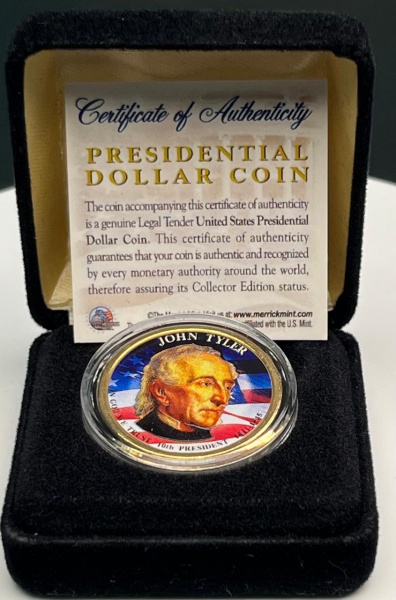 Certificate of Authenticity
PRESIDENTIAL
DOLLAR COIN
The coin accompanying this certificate of authenticity
is a genuine Legal Tender United States Presidential
Dollar Coin. This certificate of authenticity
guarantees that your coin is authentic and recognized
by every monetary authority around the world,
therefore assuring its Collector Edition status.
us at: www.merrickmint.com
with the U.S. Mint.
JOHN TYLER
TRUST 10th PRESIDENT